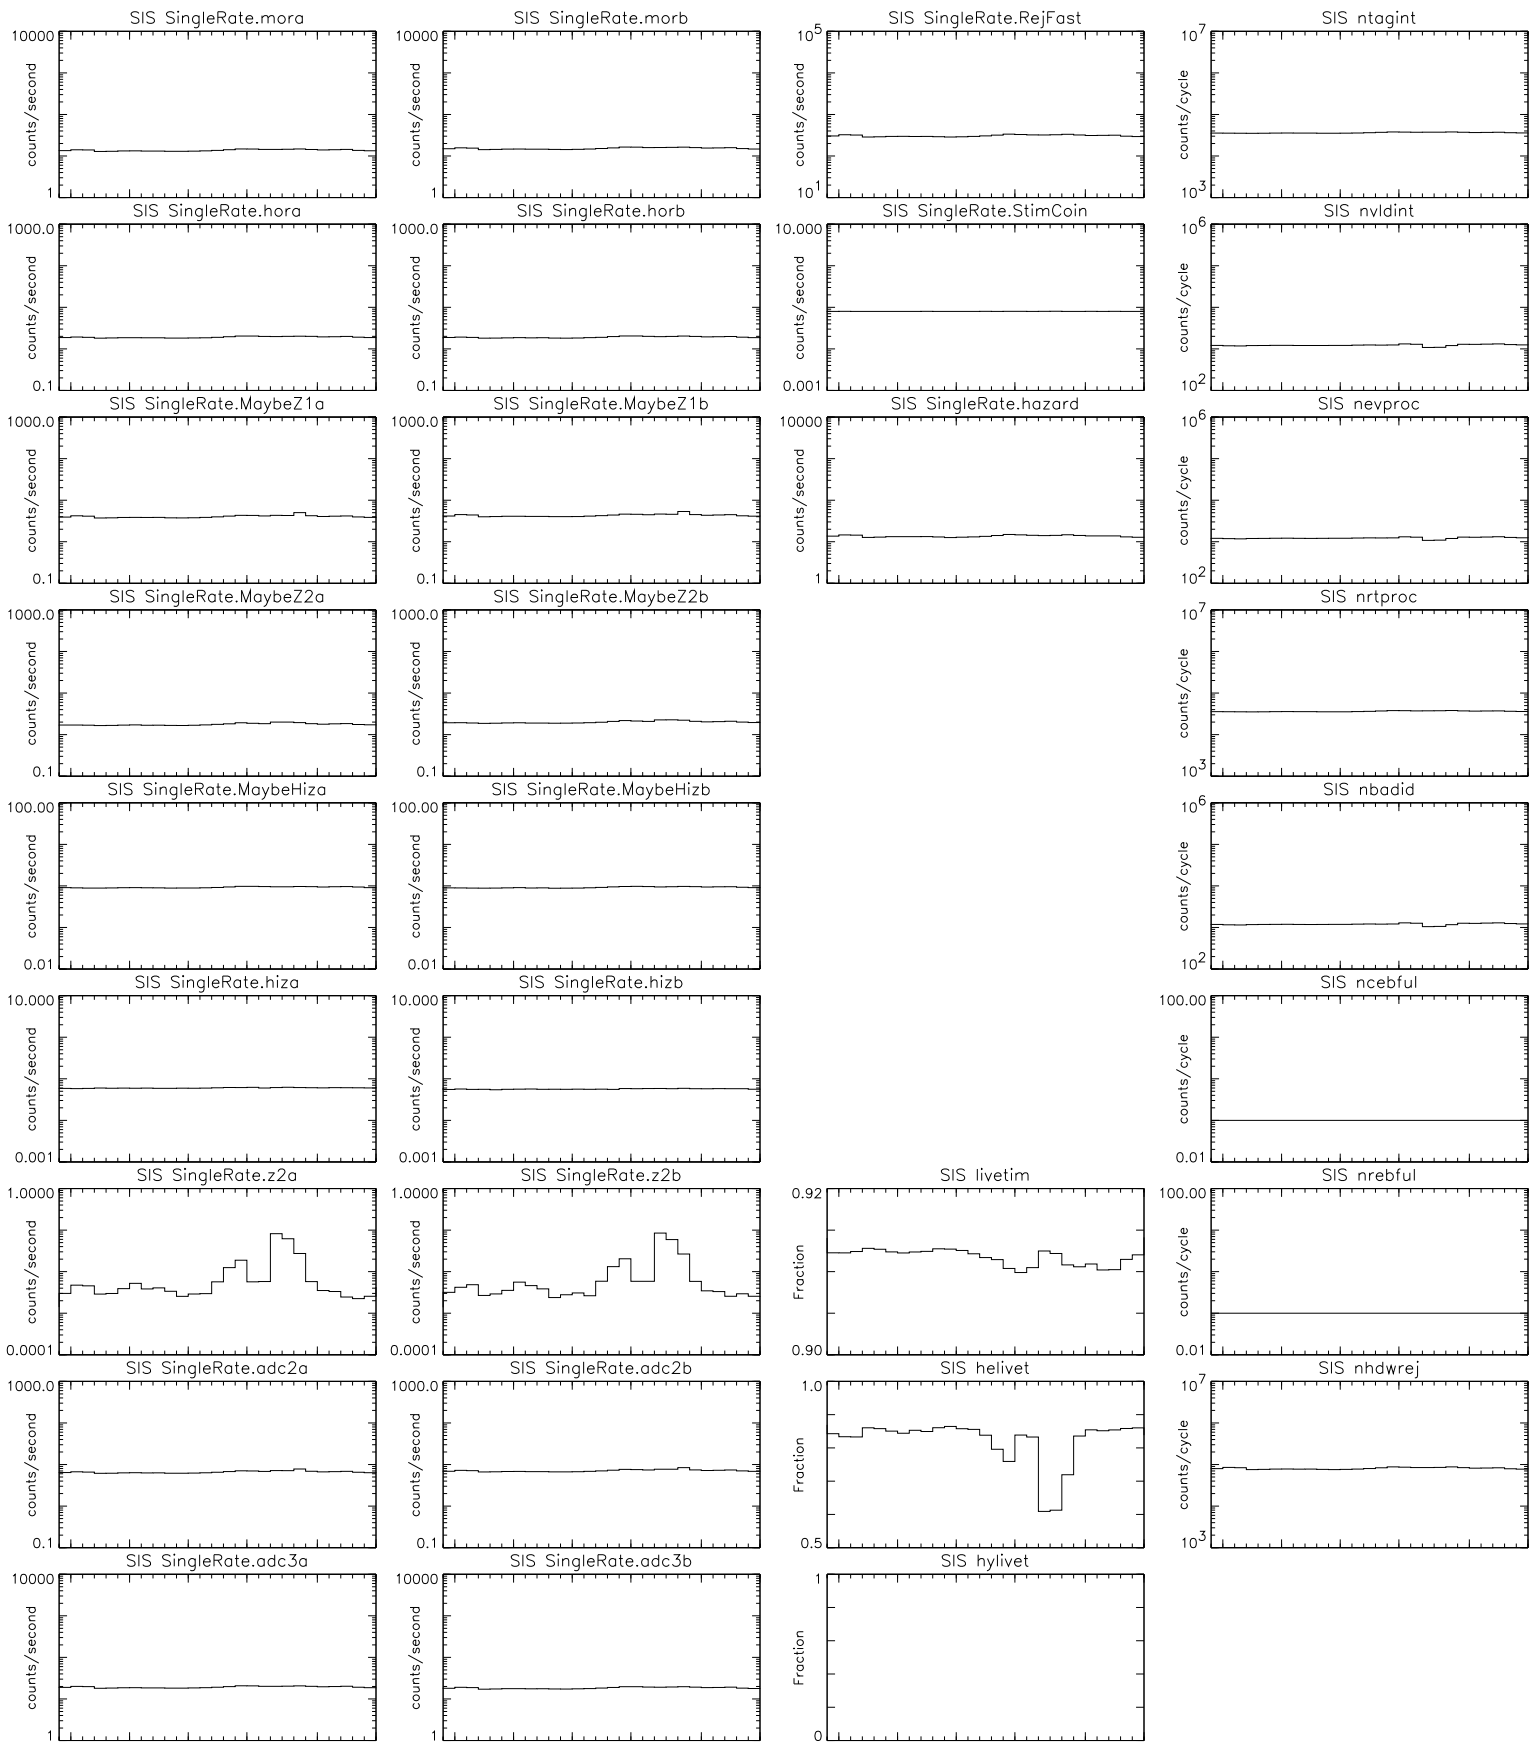 SIS SingleRate.mora
10000
counts/second
1
SIS SingleRate.morb
10000
counts/second
1
SIS SingleRate.RejFast
10^5
counts/second
10^1
SIS ntagint
10^7
counts/cycle
10^3
SIS SingleRate.hora
1000.0
counts/second
0.1
SIS SingleRate.horb
1000.0
counts/second
0.1
SIS SingleRate.StimCoin
10.000
counts/second
0.001
SIS nvldint
10^6
counts/cycle
10^2
SIS SingleRate.MaybeZ1a
1000.0
counts/second
0.1
SIS SingleRate.MaybeZ1b
1000.0
counts/second
0.1
SIS SingleRate.hazard
10000
counts/second
1
SIS nevproc
10^6
counts/cycle
10^2
SIS SingleRate.MaybeZ2a
1000.0
counts/second
0.1
SIS SingleRate.MaybeZ2b
1000.0
counts/second
0.1
SIS nrtproc
10^7
counts/cycle
10^3
SIS SingleRate.MaybeHiza
100.00
counts/second
0.01
SIS SingleRate.MaybeHizb
100.00
counts/second
0.01
SIS nbadid
10^6
counts/cycle
10^2
SIS SingleRate.hiza
10.000
counts/second
0.001
SIS SingleRate.hizb
10.000
counts/second
0.001
SIS ncebful
100.00
counts/cycle
0.01
SIS SingleRate.z2a
1.0000
counts/second
0.0001
SIS SingleRate.z2b
1.0000
counts/second
0.0001
SIS livetim
0.92
Fraction
0.90
SIS nrebful
100.00
counts/cycle
0.01
SIS SingleRate.adc2a
1000.0
counts/second
0.1
SIS SingleRate.adc2b
1000.0
counts/second
0.1
SIS helivet
1.0
Fraction
0.5
SIS nhdwrej
10^7
counts/cycle
10^3
SIS SingleRate.adc3a
10000
counts/second
1
SIS SingleRate.adc3b
10000
counts/second
1
SIS hylivet
1
Fraction
0